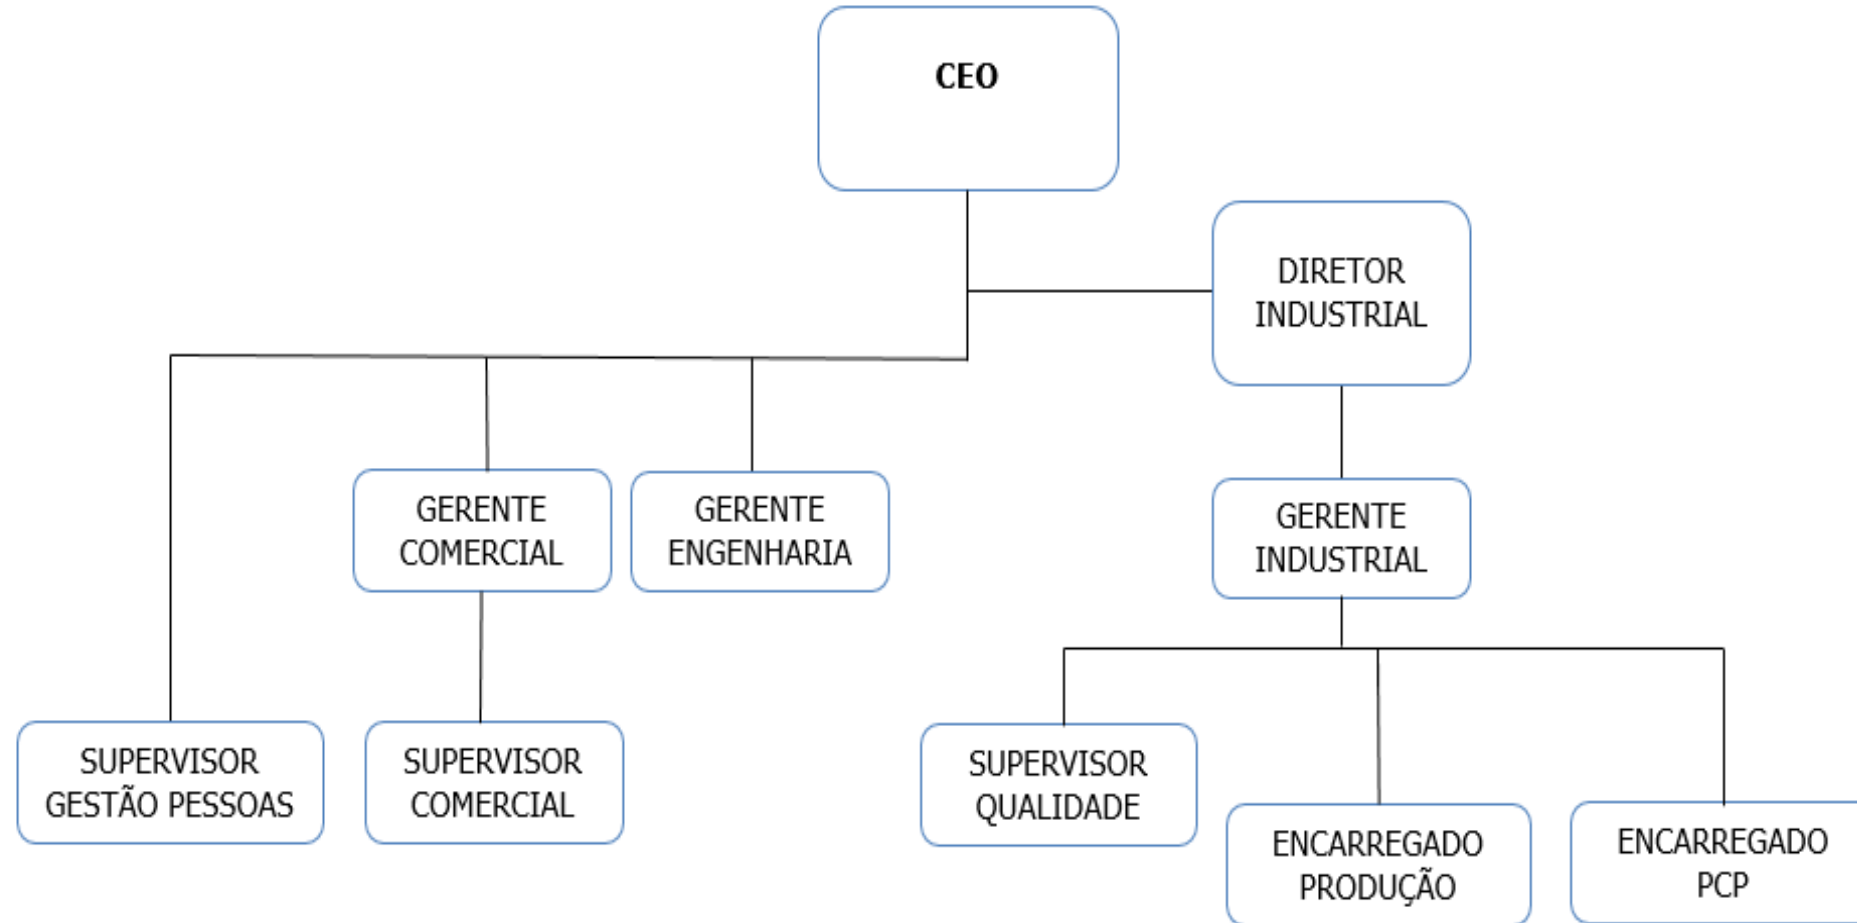 CEO
DIRETOR
INDUSTRIAL
GERENTE
COMERCIAL
GERENTE
ENGENHARIA
GERENTE
INDUSTRIAL
SUPERVISOR
GESTÃO PESSOAS
SUPERVISOR
COMERCIAL
SUPERVISOR
QUALIDADE
ENCARREGADO
PRODUÇÃO
ENCARREGADO
PCP